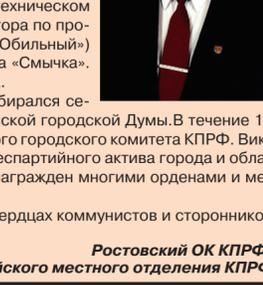 техническом
тора по про-
Обильный»)
а «Смычка».
.
бирался се-
ской городской Думы.В течение 1
ого городского комитета КПРФ. Вик
еспартийного актива города и обла
агражден многими орденами и ме
ердцах коммунистов и стороннико
Ростовский ОК КПРФ
йского местного отделения КПРФ